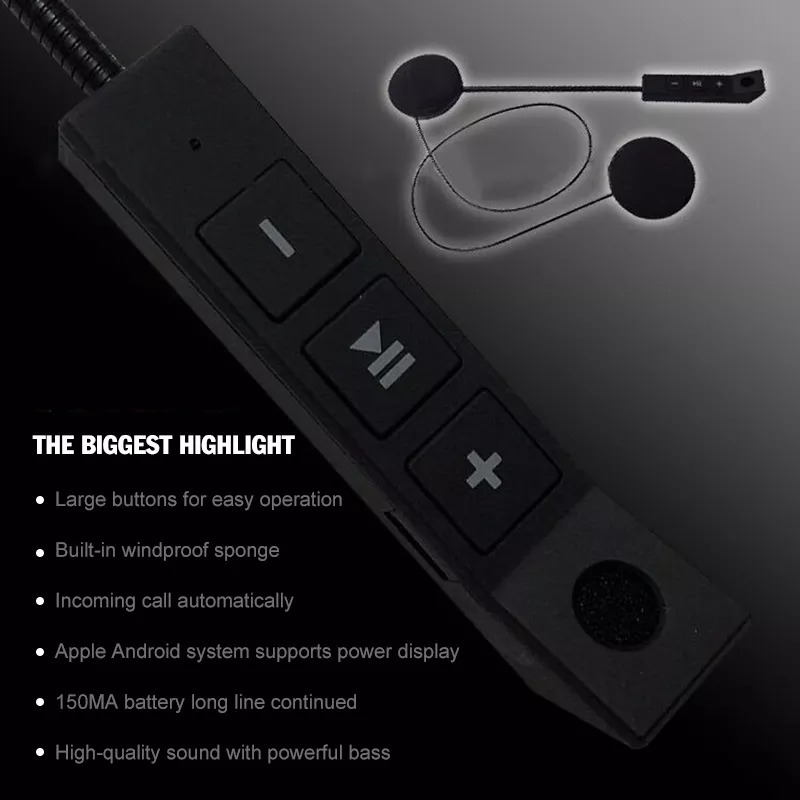 THE BIGGEST HIGHLIGHT
Large buttons for easy operation
Built-in windproof sponge
Incoming call automatically
Apple Android system supports power display
150MA battery long line continued
High-quality sound with powerful bass